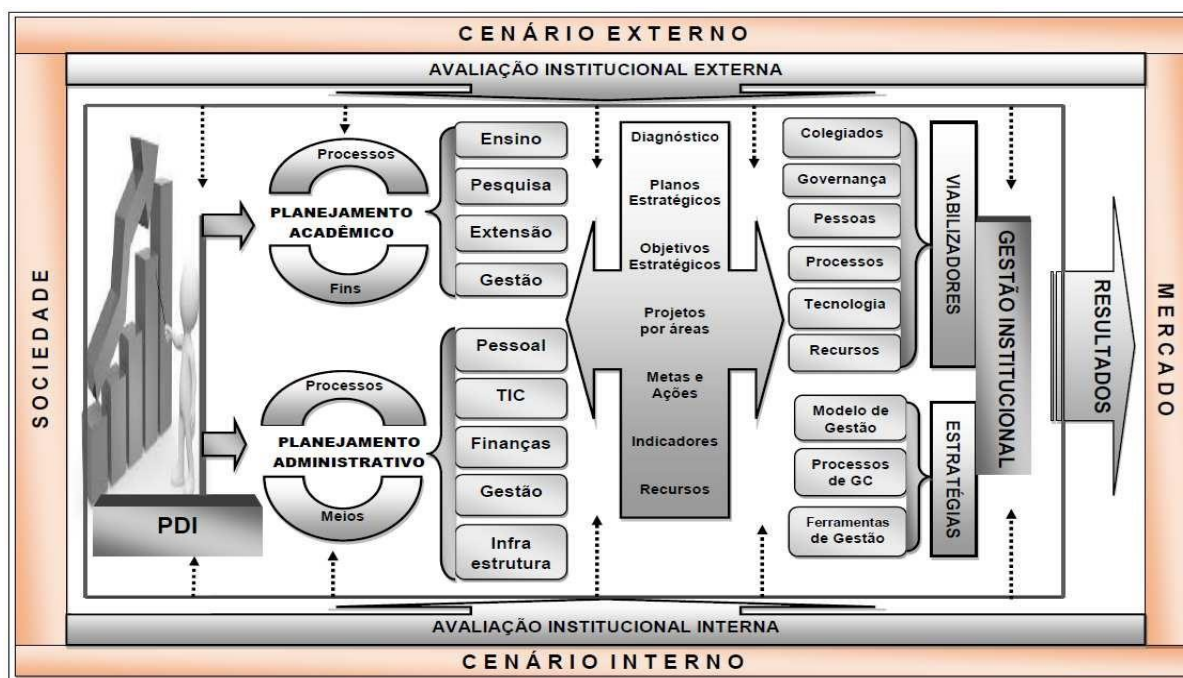 CENÁRIO EXTERNO
AVALIAÇÃO INSTITUCIONAL EXTERNA
SOCIEDADE
PDI
Processos
PLANEJAMENTO
ACADÊMICO
Fins
Processos
PLANEJAMENTO
ADMINISTRATIVO
Meios
Ensino
Pesquisa
Extensão
Gestão
Pessoal
TIC
Finanças
Gestão
Infra
estrutura
Diagnóstico
Planos
Estratégicos
Objetivos
Estratégicos
Projetos
por áreas
Metas e
Ações
Indicadores
Recursos
Colegiados
Governança
Pessoas
Processos
Tecnologia
Recursos
Modelo de
Gestão
Processos
de GC
Ferramentas
de Gestão
VIABILIZADORES
ESTRATÉGIAS
GESTÃO INSTITUCIONAL
RESULTADOS
MERCADO
AVALIAÇÃO INSTITUCIONAL INTERNA
CENÁRIO INTERNO